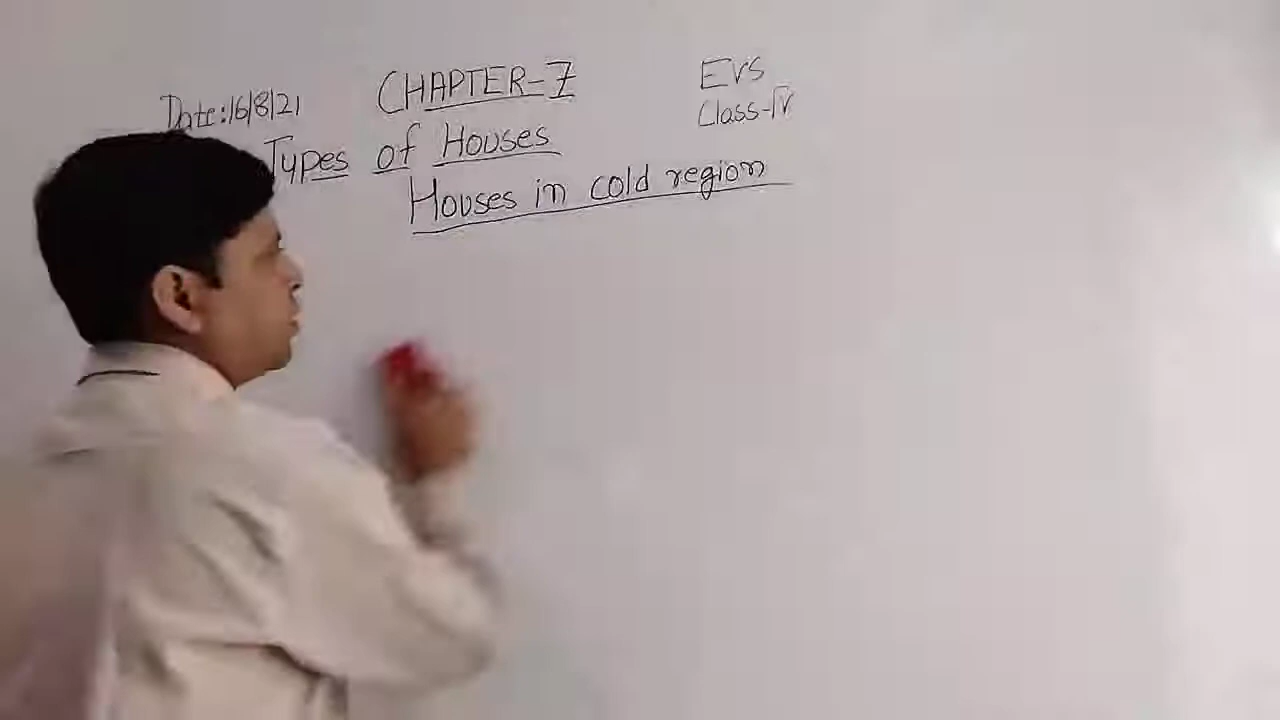 Date:16/8/21 CHAPTER-7 EVS
Class-IV
Types of Houses
Houses in cold region